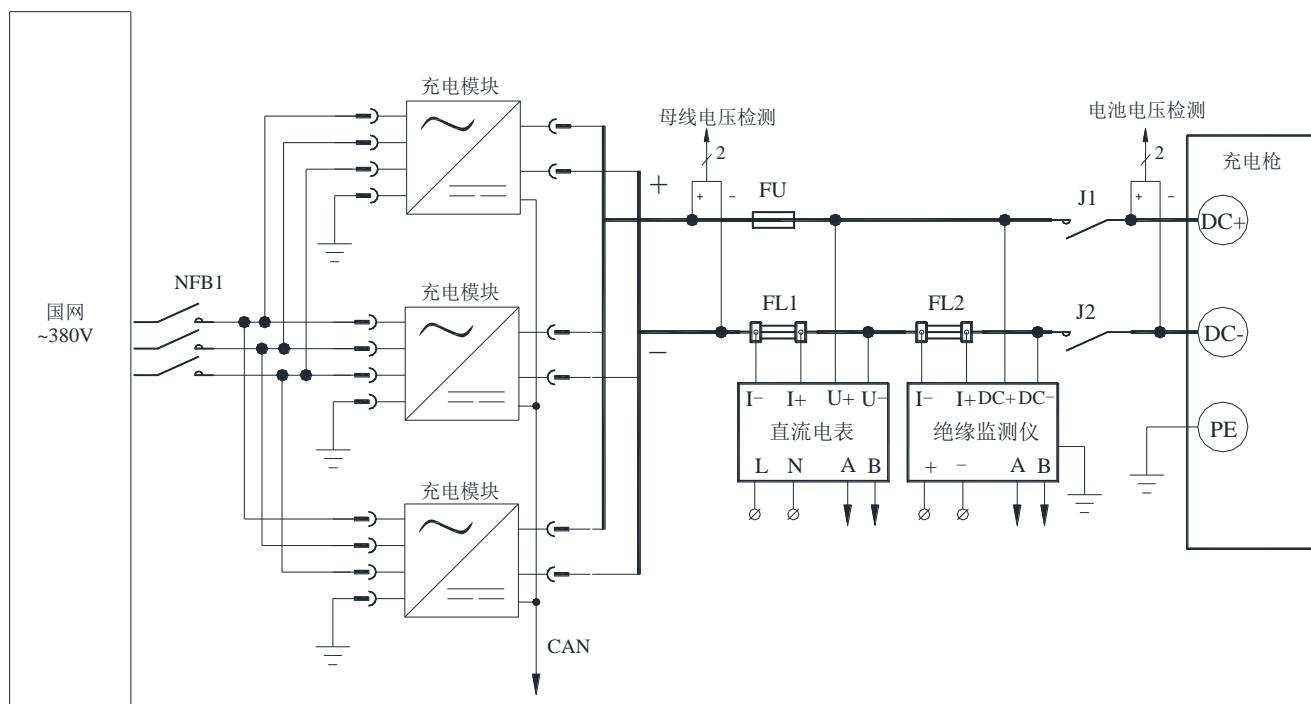 国网
~380V
NFB1
充电模块
充电模块
充电模块
CAN
+
−
母线电压检测
2
+ −
FU
FL1
FL2
J1
J2
I− I+ U+ U−
直流电表
L N A B
I− I+ DC+ DC−
绝缘监测仪
+ − A B
电池电压检测
2
+ −
充电枪
DC+
DC-
PE